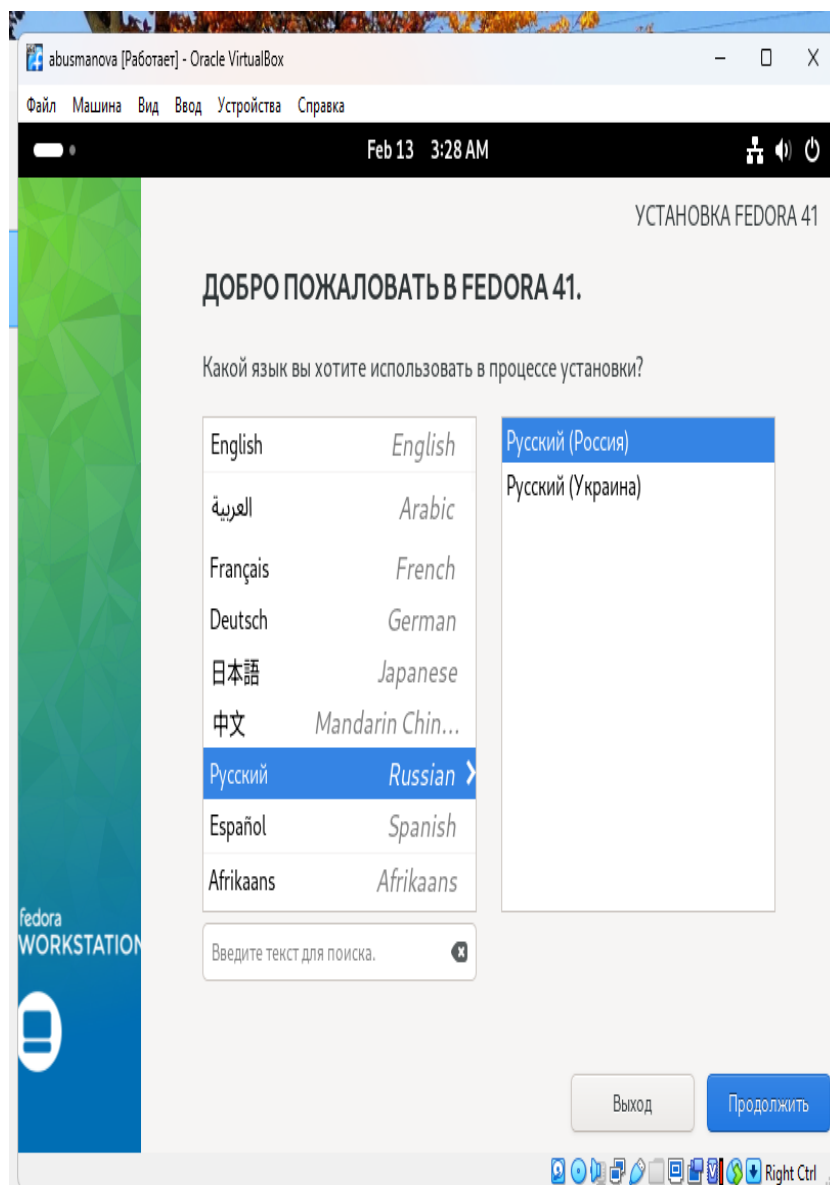 abusmanova [Работает] - Oracle VirtualBox
Файл Машина Вид Ввод Устройства Справка
Feb 13 3:28 AM
УСТАНОВКА FEDORA 41
ДОБРО ПОЖАЛОВАТЬ В FEDORA 41.
Какой язык вы хотите использовать в процессе установки?
English English
العربية Arabic
Français French
Deutsch German
日本語 Japanese
中文 Mandarin Chin...
Русский Russian
Español Spanish
Afrikaans Afrikaans
Русский (Россия)
Русский (Украина)
Введите текст для поиска.
fedora
WORKSTATION
Выход Продолжить
Right Ctrl